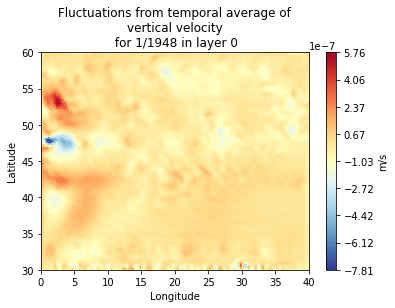 Fluctuations from temporal average of
vertical velocity
for 1/1948 in layer 0
1e−7
60
55
50
45
40
35
30
Latitude
0 5 10 15 20 25 30 35 40
Longitude
5.76
4.06
2.37
0.67
−1.03
−2.72
−4.42
−6.12
−7.81
m/s